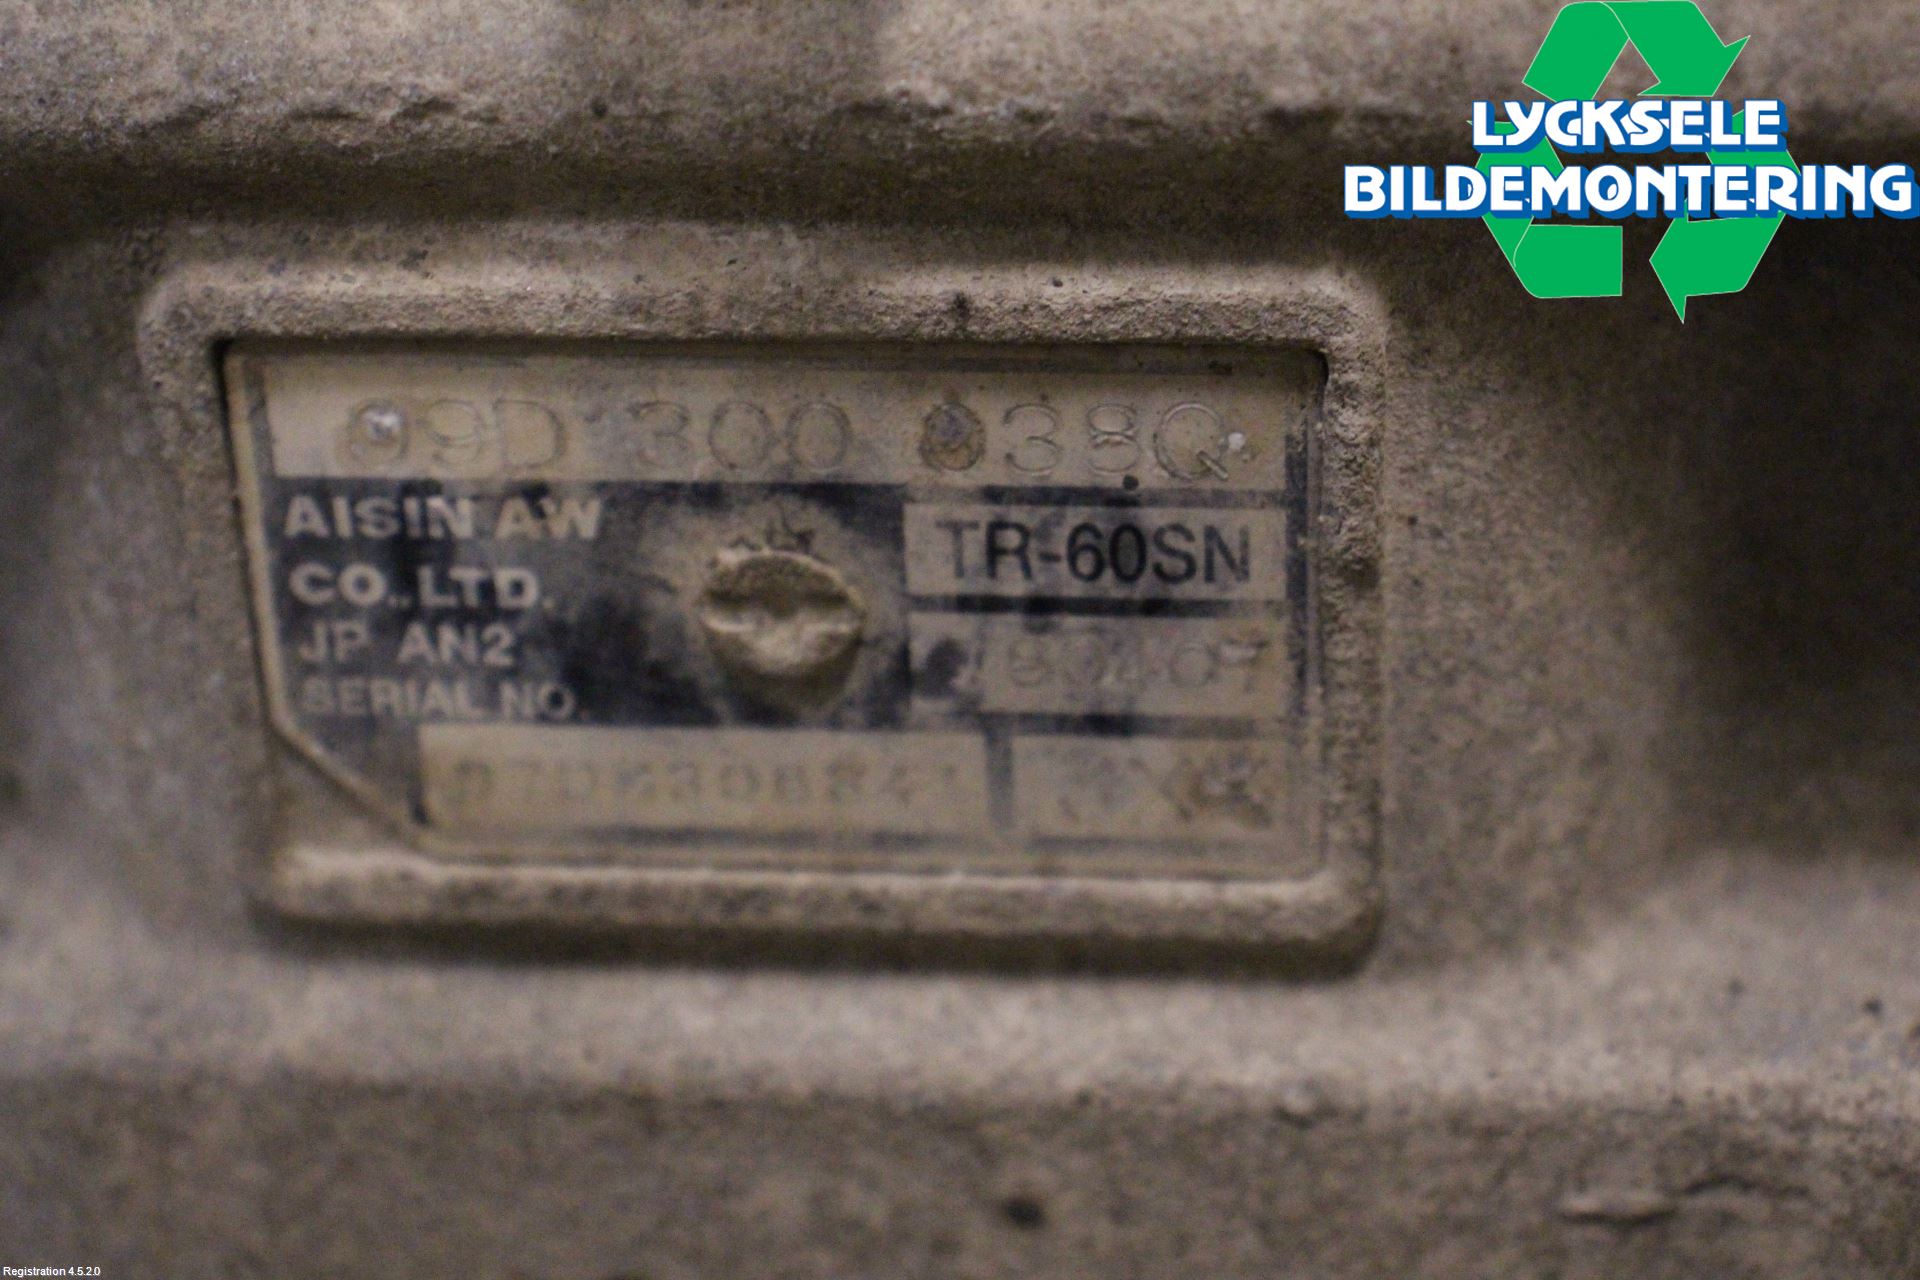 LYCKSELE
BILDEMONTERING
09D 300 038Q
AISIN AW
CO., LTD.
TR-60SN
JP AN2
SERIAL NO.
Registration 4.5.2.0